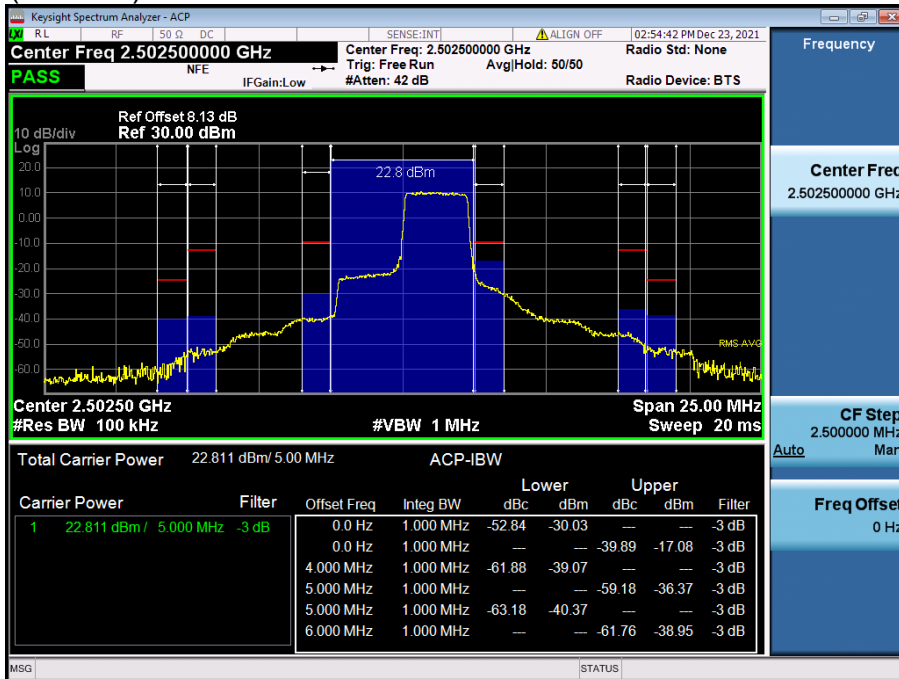 Keysight Spectrum Analyzer - ACP
LXI RL RF 50 Ω DC SENSE:INT ALIGN OFF 02:54:42 PM Dec 23, 2021
Center Freq 2.502500000 GHz
Center Freq: 2.502500000 GHz
Radio Std: None
PASS
NFE
IFGain:Low
Trig: Free Run
Avg|Hold: 50/50
#Atten: 42 dB
Radio Device: BTS
Ref Offset 8.13 dB
10 dB/div Ref 30.00 dBm
Log
20.0
10.0
0.00
-10.0
-20.0
-30.0
-40.0
-50.0
-60.0
22.8 dBm
RMS AVG
Center 2.50250 GHz Span 25.00 MHz
#Res BW 100 kHz #VBW 1 MHz Sweep 20 ms
Total Carrier Power 22.811 dBm/ 5.00 MHz ACP-IBW
Lower Upper
Carrier Power Filter Offset Freq Integ BW dBc dBm dBc dBm Filter
1 22.811 dBm / 5.000 MHz -3 dB
0.0 Hz 1.000 MHz -52.84 -30.03 --- --- -3 dB
0.0 Hz 1.000 MHz --- --- -39.89 -17.08 -3 dB
4.000 MHz 1.000 MHz -61.88 -39.07 --- --- -3 dB
5.000 MHz 1.000 MHz --- --- -59.18 -36.37 -3 dB
5.000 MHz 1.000 MHz -63.18 -40.37 --- --- -3 dB
6.000 MHz 1.000 MHz --- --- -61.76 -38.95 -3 dB
MSG STATUS
Frequency
Center Freq
2.502500000 GHz
CF Step
2.500000 MHz
Auto Man
Freq Offset
0 Hz